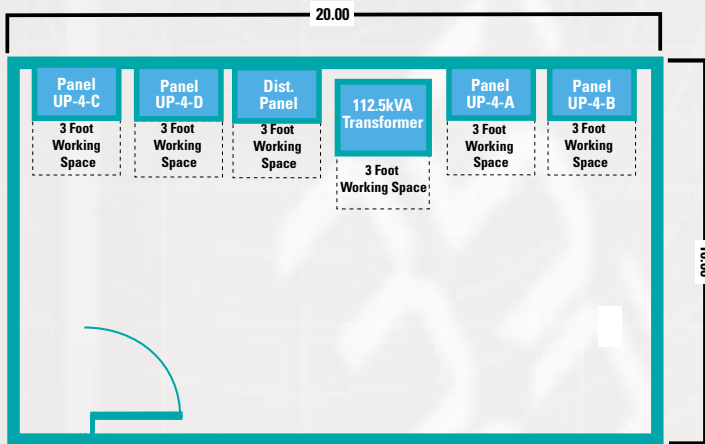 20.00
Panel
UP-4-C
Panel
UP-4-D
Dist.
Panel
112.5kVA
Transformer
Panel
UP-4-A
Panel
UP-4-B
3 Foot
Working
Space
3 Foot
Working
Space
3 Foot
Working
Space
3 Foot
Working Space
3 Foot
Working
Space
3 Foot
Working
Space